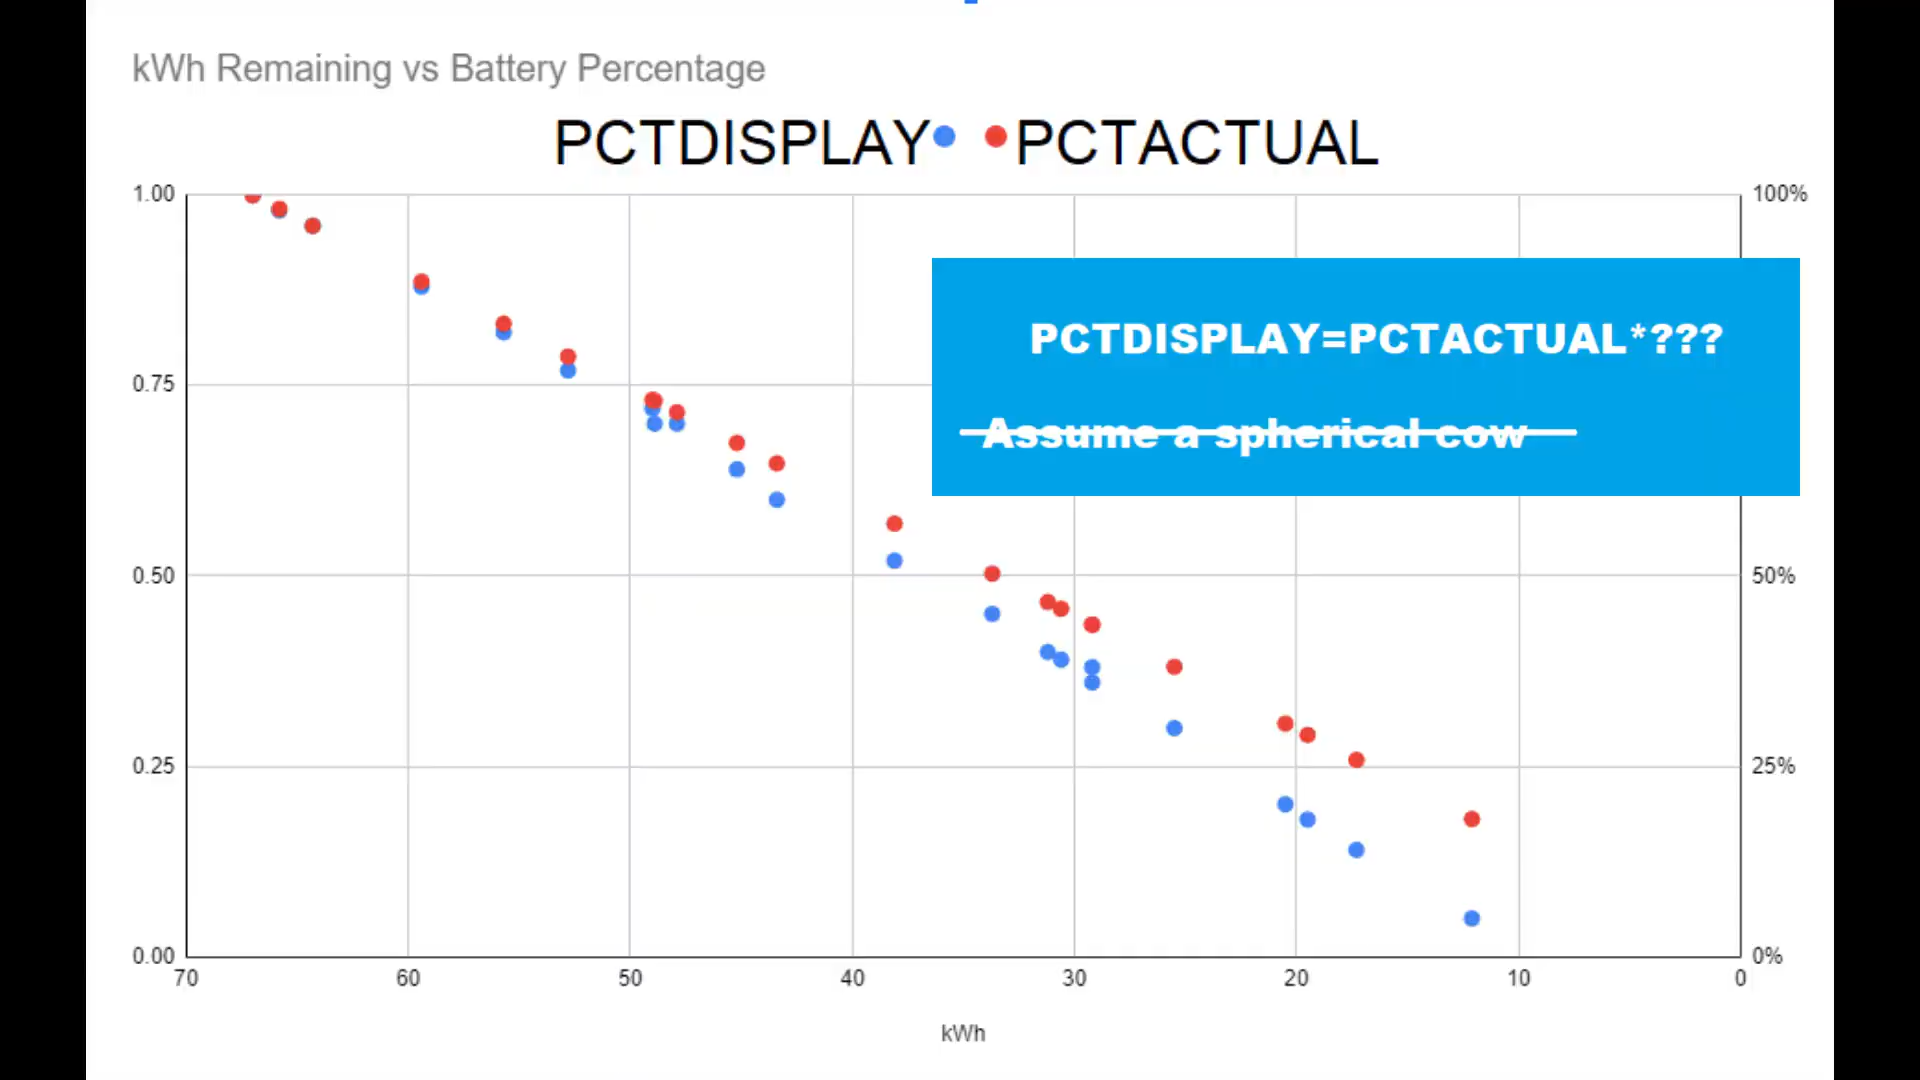 kWh Remaining vs Battery Percentage
PCTDISPLAY PCTACTUAL
1.00
0.75
0.50
0.25
0.00
100%
50%
25%
0%
PCTDISPLAY=PCTACTUAL*???
Assume a spherical cow
70 60 50 40 30 20 10 0
kWh